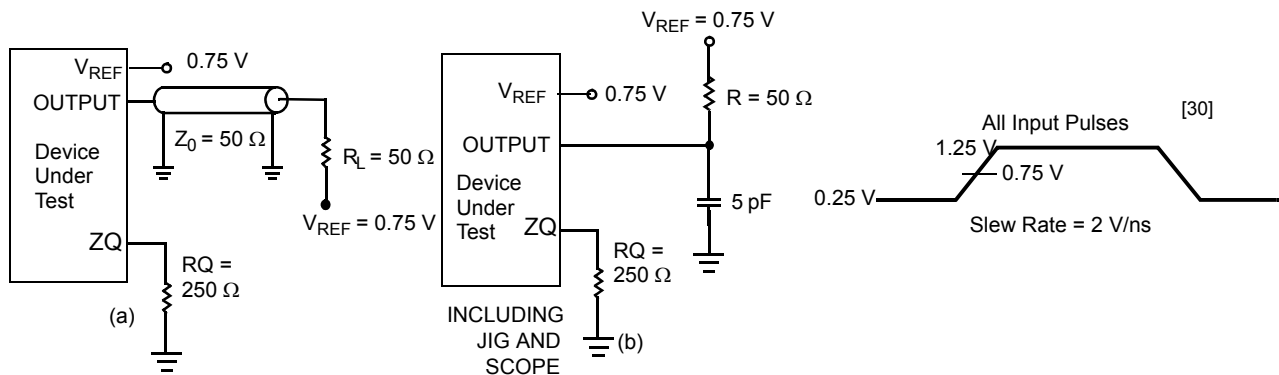 V_REF 0.75 V
OUTPUT
Z_0 = 50 Ω
Device
Under
Test
R_L = 50 Ω
V_REF = 0.75 V
ZQ
RQ =
250 Ω
(a)
V_REF = 0.75 V
V_REF 0.75 V
R = 50 Ω
OUTPUT
Device
Under
Test
5 pF
ZQ
RQ =
250 Ω
INCLUDING
JIG AND
SCOPE
(b)
[30]
All Input Pulses
1.25 V
0.75 V
0.25 V
Slew Rate = 2 V/ns